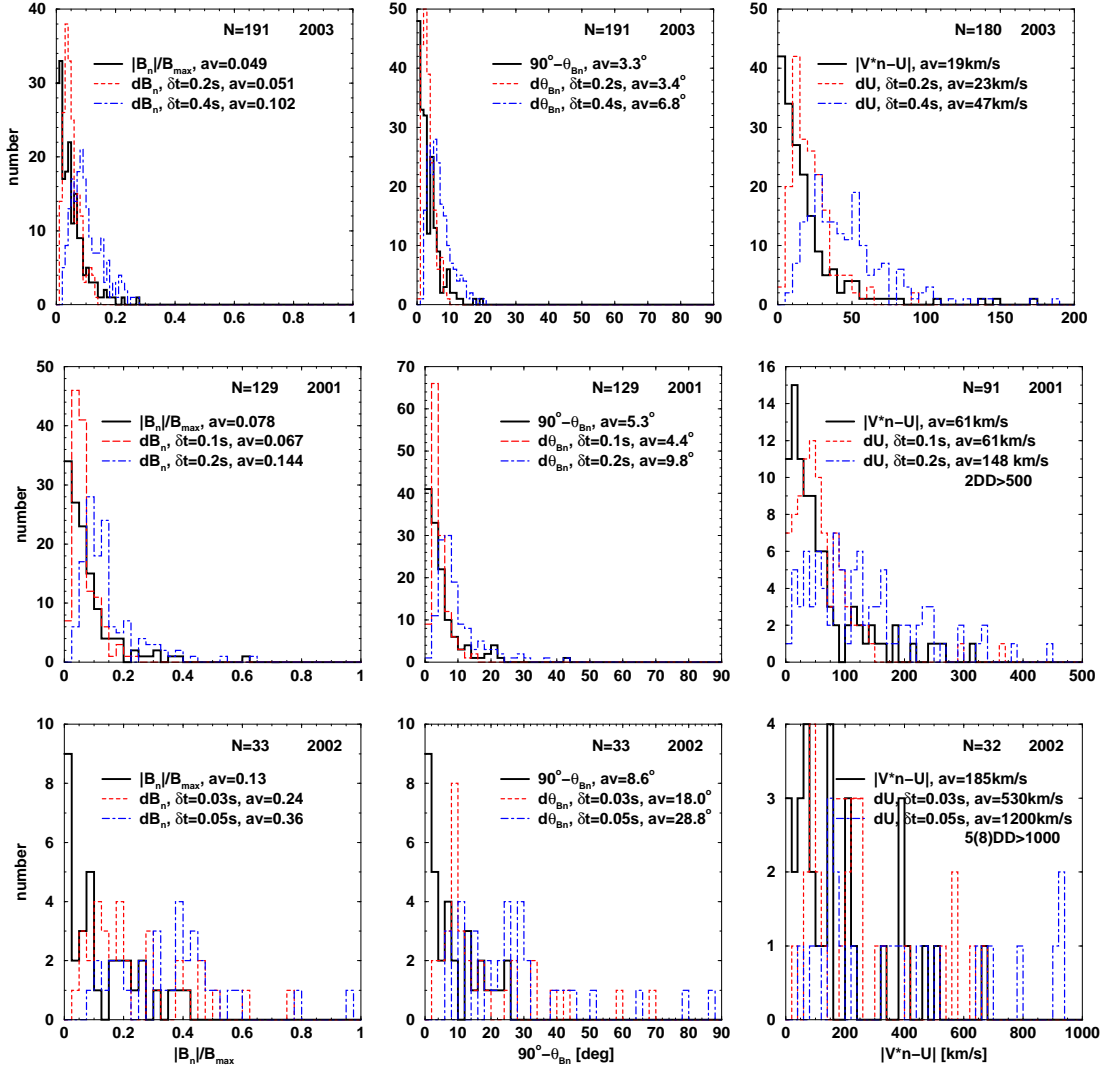 N=191 2003
|Bn|/Bmax, av=0.049
dBn, δt=0.2s, av=0.051
dBn, δt=0.4s, av=0.102
number
40
30
20
10
0
0 0.2 0.4 0.6 0.8 1
N=191 2003
90°−θBn, av=3.3°
dθBn, δt=0.2s, av=3.4°
dθBn, δt=0.4s, av=6.8°
50
40
30
20
10
0
0 10 20 30 40 50 60 70 80 90
N=180 2003
|V*n−U|, av=19km/s
dU, δt=0.2s, av=23km/s
dU, δt=0.4s, av=47km/s
50
40
30
20
10
0
0 50 100 150 200
N=129 2001
|Bn|/Bmax, av=0.078
dBn, δt=0.1s, av=0.067
dBn, δt=0.2s, av=0.144
number
50
40
30
20
10
0
0 0.2 0.4 0.6 0.8 1
N=129 2001
90°−θBn, av=5.3°
dθBn, δt=0.1s, av=4.4°
dθBn, δt=0.2s, av=9.8°
70
60
50
40
30
20
10
0
0 10 20 30 40 50 60 70 80 90
N=91 2001
|V*n−U|, av=61km/s
dU, δt=0.1s, av=61km/s
dU, δt=0.2s, av=148 km/s
2DD>500
16
14
12
10
8
6
4
2
0
0 100 200 300 400 500
N=33 2002
|Bn|/Bmax, av=0.13
dBn, δt=0.03s, av=0.24
dBn, δt=0.05s, av=0.36
number
10
8
6
4
2
0
0 0.2 0.4 0.6 0.8 1
|Bn|/Bmax
N=33 2002
90°−θBn, av=8.6°
dθBn, δt=0.03s, av=18.0°
dθBn, δt=0.05s, av=28.8°
10
8
6
4
2
0
0 10 20 30 40 50 60 70 80 90
90°−θBn [deg]
N=32 2002
|V*n−U|, av=185km/s
dU, δt=0.03s, av=530km/s
dU, δt=0.05s, av=1200km/s
5(8)DD>1000
4
3
2
1
0
0 200 400 600 800 1000
|V*n−U| [km/s]